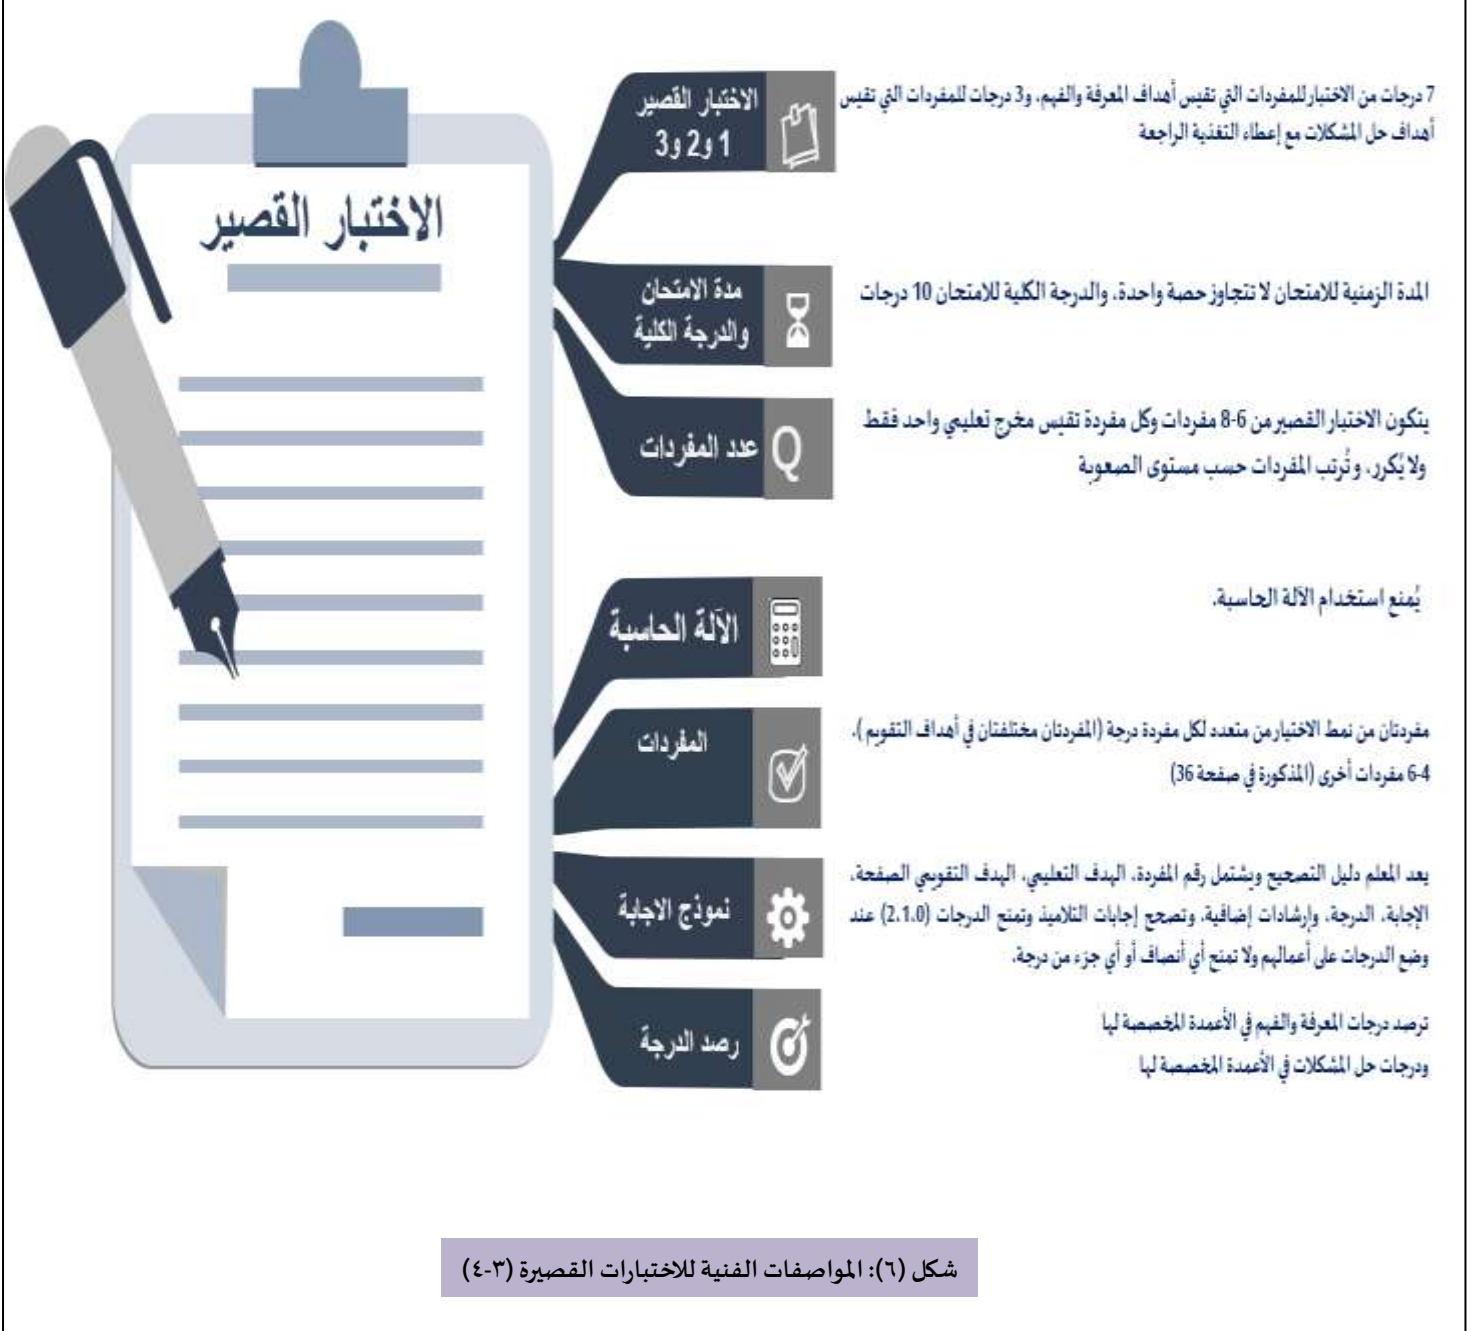 الاختبار القصير
الاختبار القصير
1 و2 و3
7 درجات من الاختبار للمفردات التي تقيس أهداف المعرفة والفهم، و3 درجات للمفردات التي تقيس
أهداف حل المشكلات مع إعطاء التغذية الراجعة
مدة الامتحان
والدرجة الكلية
المدة الزمنية للامتحان لا تتجاوز حصة واحدة، والدرجة الكلية للامتحان 10 درجات
Q
عدد المفردات
يتكون الاختبار القصير من 6-8 مفردات وكل مفردة تقيس مخرج تعليمي واحد فقط
ولا يُكرر، وتُرتب المفردات حسب مستوى الصعوبة
الآلة الحاسبة
يُمنع استخدام الآلة الحاسبة.
المفردات
مفردتان من نمط الاختيار من متعدد لكل مفردة درجة (المفردتان مختلفتان في أهداف التقويم ).
6-4 مفردات أخرى (المذكورة في صفحة 36)
نموذج الاجابة
يعد المعلم دليل التصحيح ويشتمل رقم المفردة، الهدف التعليمي، الهدف التقويمي الصفحة،
الإجابة، الدرجة، وإرشادات إضافية، وتصحح إجابات التلاميذ وتمنح الدرجات (2.1.0) عند
وضع الدرجات على أعمالهم ولا تمنح أي أنصاف أو أي جزء من درجة.
رصد الدرجة
ترصد درجات المعرفة والفهم في الأعمدة المخصصة لها
ودرجات حل المشكلات في الأعمدة المخصصة لها
شكل (٦): المواصفات الفنية للاختبارات القصيرة (٣-٤)